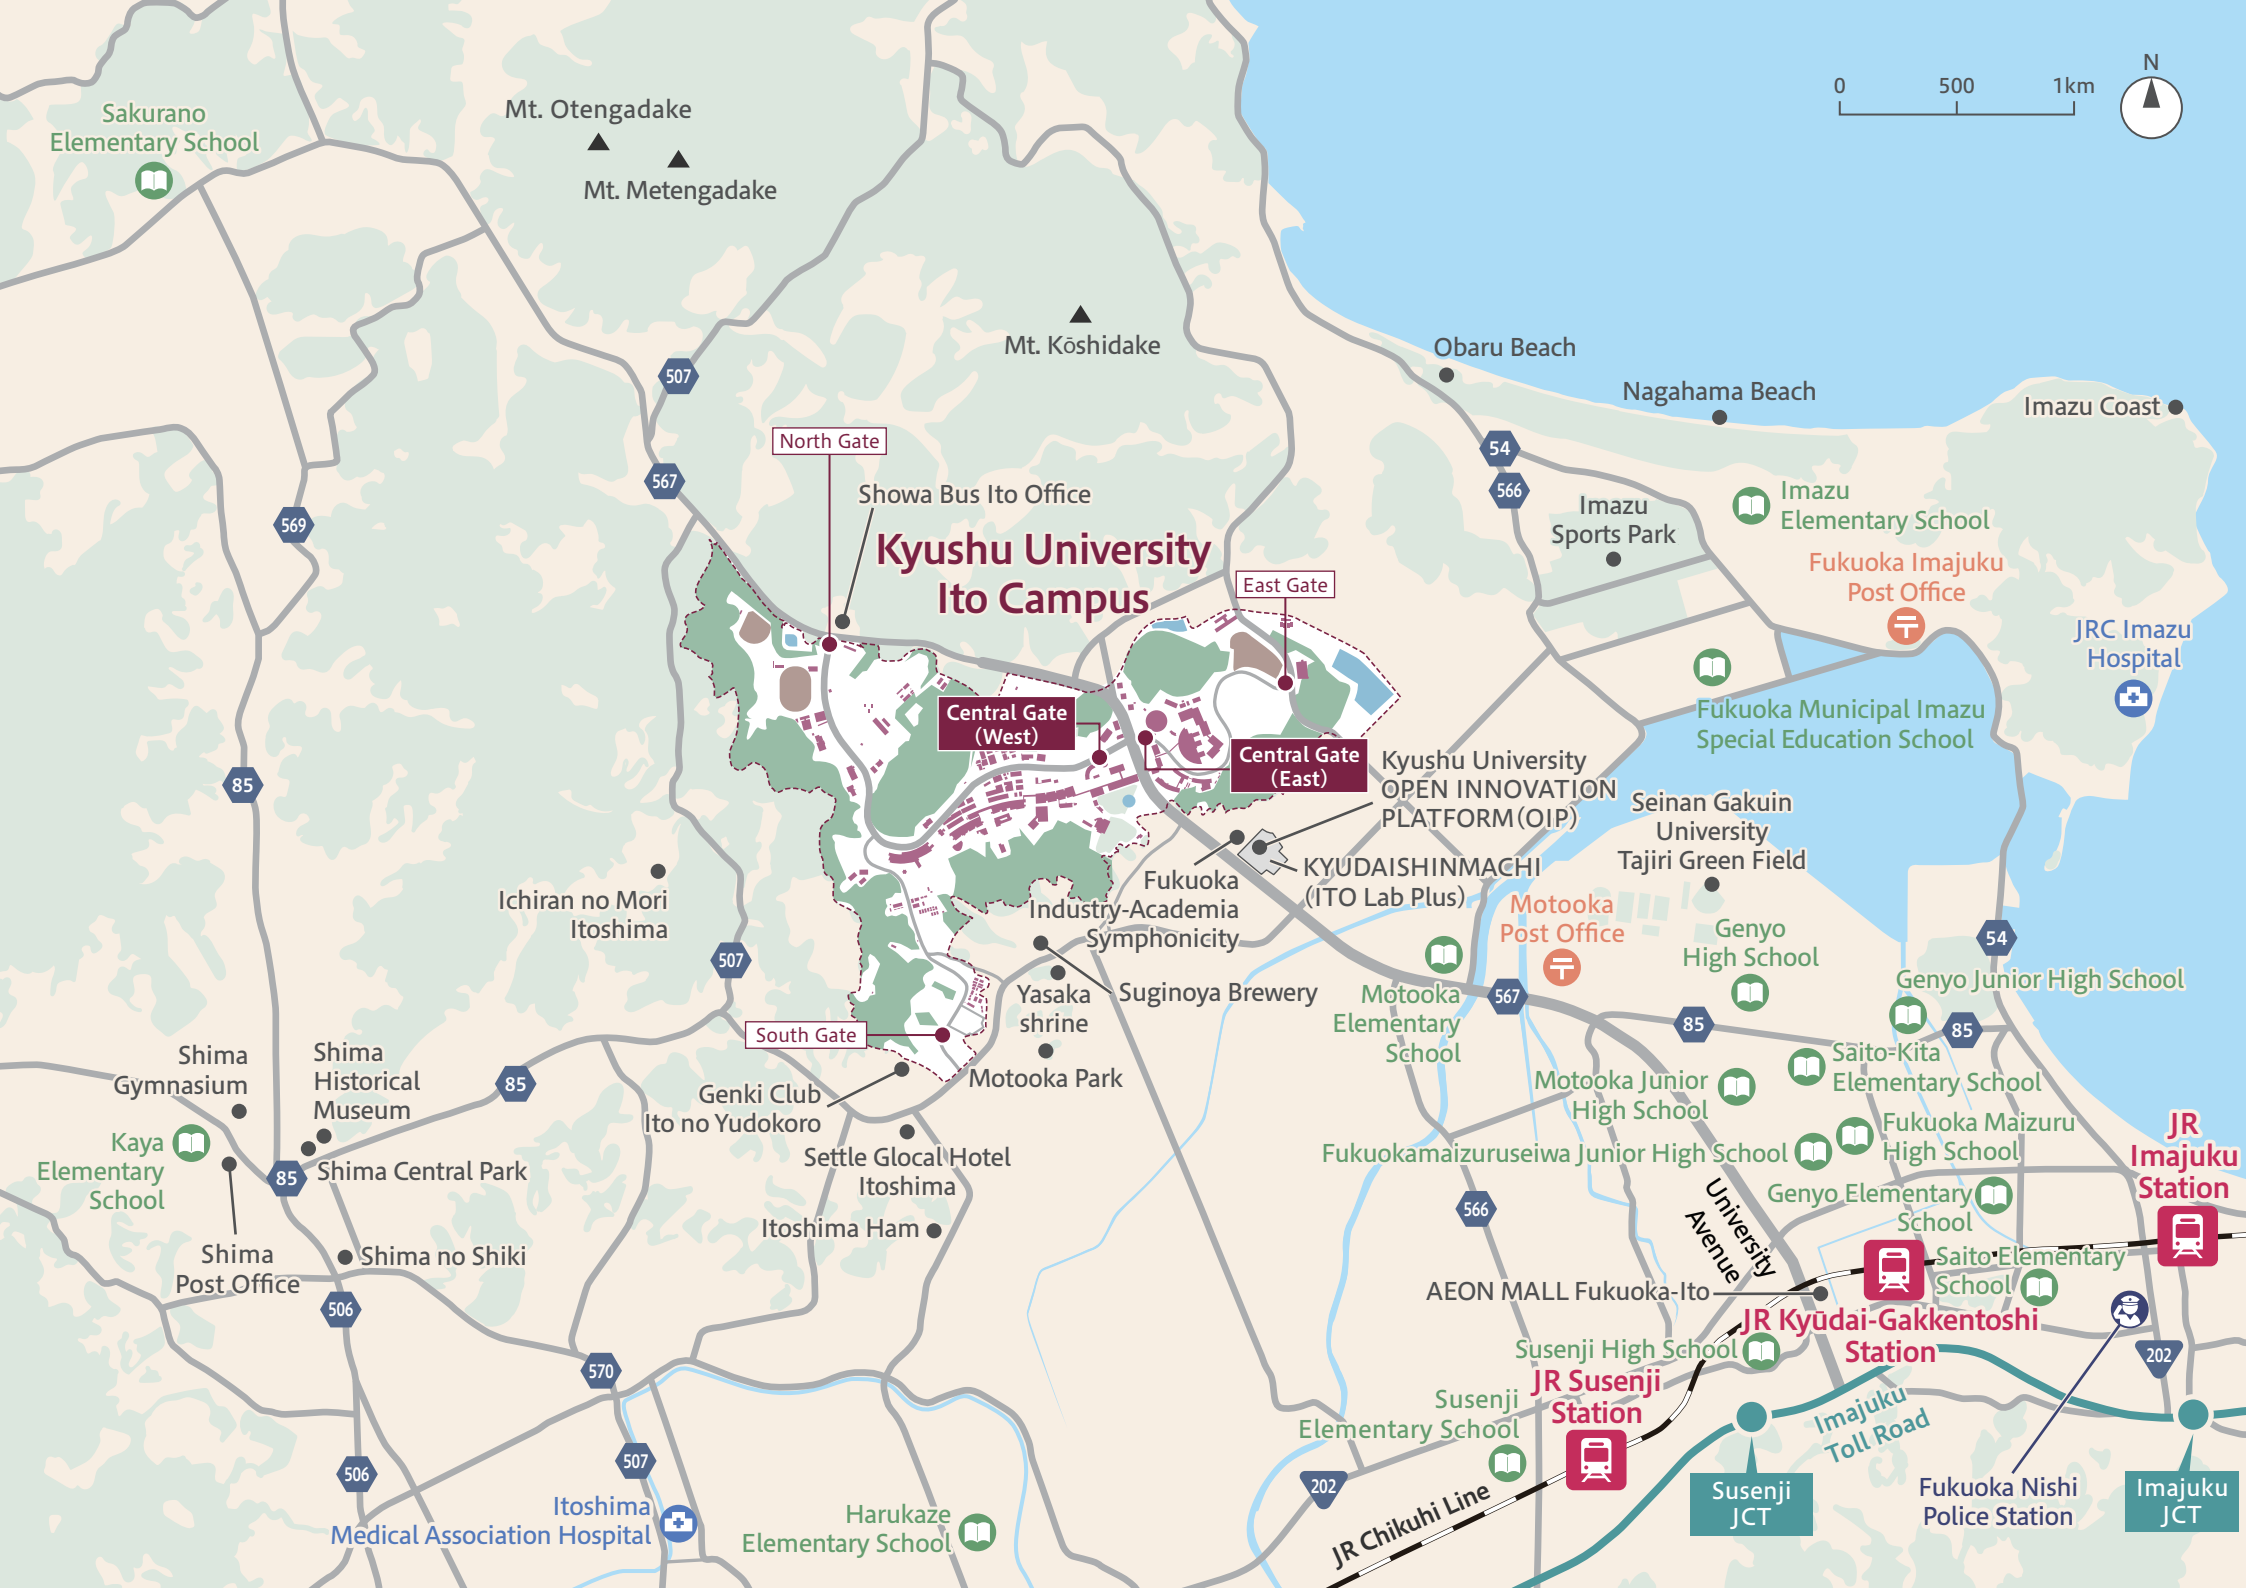 N
0 500 1km
Sakurano
Elementary School
Mt. Otengadake
Mt. Metengadake
Mt. Kōshidake
Obaru Beach
Nagahama Beach
Imazu Coast
507
54
566
567
569
North Gate
Showa Bus Ito Office
Kyushu University
Ito Campus
East Gate
Imazu
Sports Park
Imazu
Elementary School
Fukuoka Imajuku
Post Office
JRC Imazu
Hospital
Fukuoka Municipal Imazu
Special Education School
Central Gate
(West)
Central Gate
(East)
Kyushu University
OPEN INNOVATION
PLATFORM(OIP)
85
Seinan Gakuin
University
Tajiri Green Field
KYUDAISHINMACHI
(ITO Lab Plus)
Fukuoka
Industry-Academia
Symphonicity
Ichiran no Mori
Itoshima
Motooka
Post Office
Genyo
High School
507
54
Suginoya Brewery
Yasaka
shrine
Motooka
Elementary
School
567
Genyo Junior High School
85
85
South Gate
Motooka Park
Genki Club
Ito no Yudokoro
Shima
Gymnasium
Shima
Historical
Museum
85
Saito-Kita
Elementary School
Motooka Junior
High School
Fukuoka Maizuru
High School
Fukuokamaizuruseiwa Junior High School
Kaya
Elementary
School
85
Shima Central Park
Settle Glocal Hotel
Itoshima
JR
Imajuku
Station
Genyo Elementary
School
566
University
Avenue
Itoshima Ham
Shima
Post Office
Shima no Shiki
Saito Elementary
School
AEON MALL Fukuoka-Ito
506
JR Kyūdai-Gakkentoshi
Station
Susenji High School
202
570
JR Susenji
Station
Susenji
Elementary School
Imajuku
Toll Road
506
507
202
Susenji
JCT
Fukuoka Nishi
Police Station
Imajuku
JCT
Itoshima
Medical Association Hospital
Harukaze
Elementary School
JR Chikuhi Line